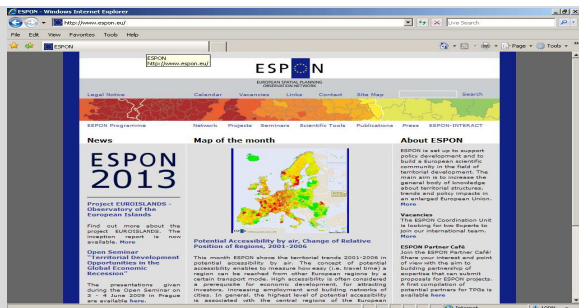 ESPON - Windows Internet Explorer
http://www.espon.eu/
Live Search
File Edit View Favorites Tools Help
ESPON
Page Tools
ESPON
http://www.espon.eu/
ESPON
EUROPEAN SPATIAL PLANNING
OBSERVATION NETWORK
Legal Notice Calendar Vacancies Links Contact Site Map Search
ESPON Programme Network Projects Seminars Scientific Tools Publications Press ESPON-INTERACT
News
ESPON
2013
Project EUROISLANDS -
Observatory of the
European Islands
Find out more about the
project EUROISLANDS. The
inception report is now
available. More
Open Seminar
"Territorial Development
Opportunities in the
Global Economic
Recession"
The presentations given
during the Open Seminar on
3 - 4 June 2009 in Prague
are available here.
Map of the month
Potential Accessibility by air, Change of Relative
Position of Regions, 2001-2006
This month ESPON shows the territorial trends 2001-2006 in
potential accessibility by air. The concept of potential
accessibility enables to measure how easy (i.e. travel time) a
region can be reached from other European regions by a
certain transport mode. High accessibility is often considered
a prerequisite for economic development, for attracting
investors, increasing employment and building networks of
cities. In general, the highest level of potential accessibility
is associated with the central regions of the European
About ESPON
ESPON is set up to support
policy development and to
build a European scientific
community in the field of
territorial development. The
main aim is to increase the
general body of knowledge
about territorial structures,
trends and policy impacts in
an enlarged European Union.
More
Vacancies
The ESPON Coordination Unit
is looking for two Experts to
join our international team.
More
ESPON Partner Café
Join the ESPON Partner Café!
Share your interest and point
of view with the aim of
building partnership of
expertise that can submit
proposals to ESPON projects.
A first compilation of
potential partners for TPGs is
available here
Internet 100%